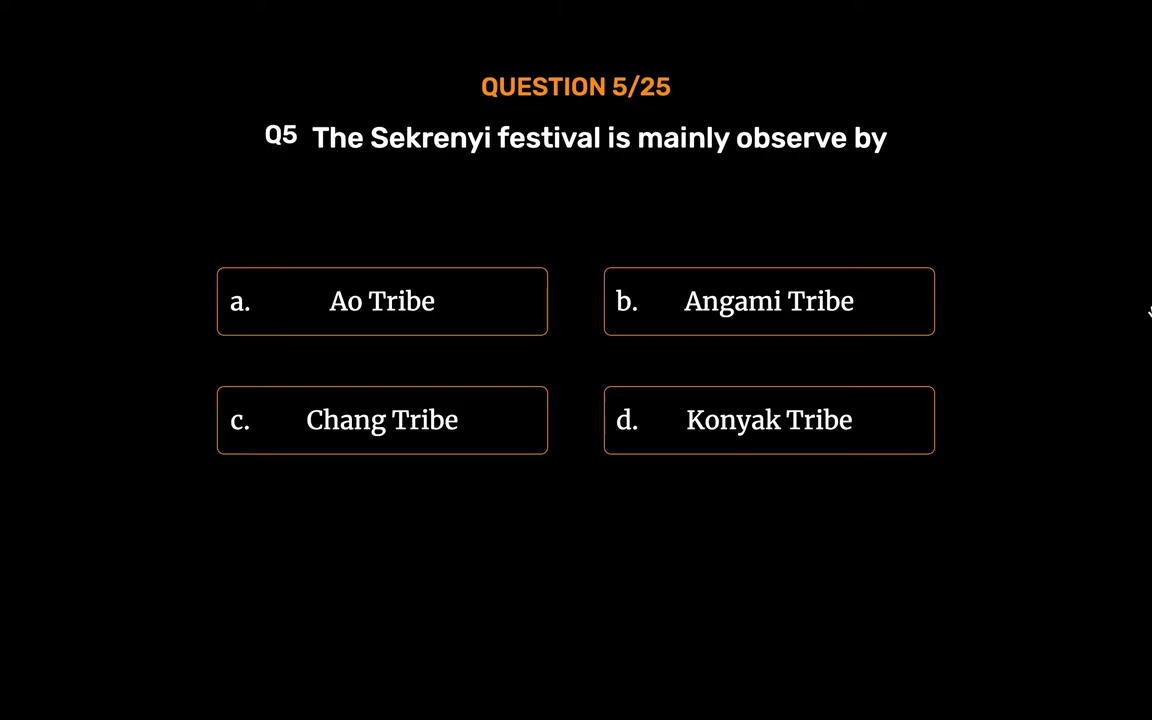 QUESTION 5/25
Q5 The Sekrenyi festival is mainly observe by
a. Ao Tribe
b. Angami Tribe
c. Chang Tribe
d. Konyak Tribe